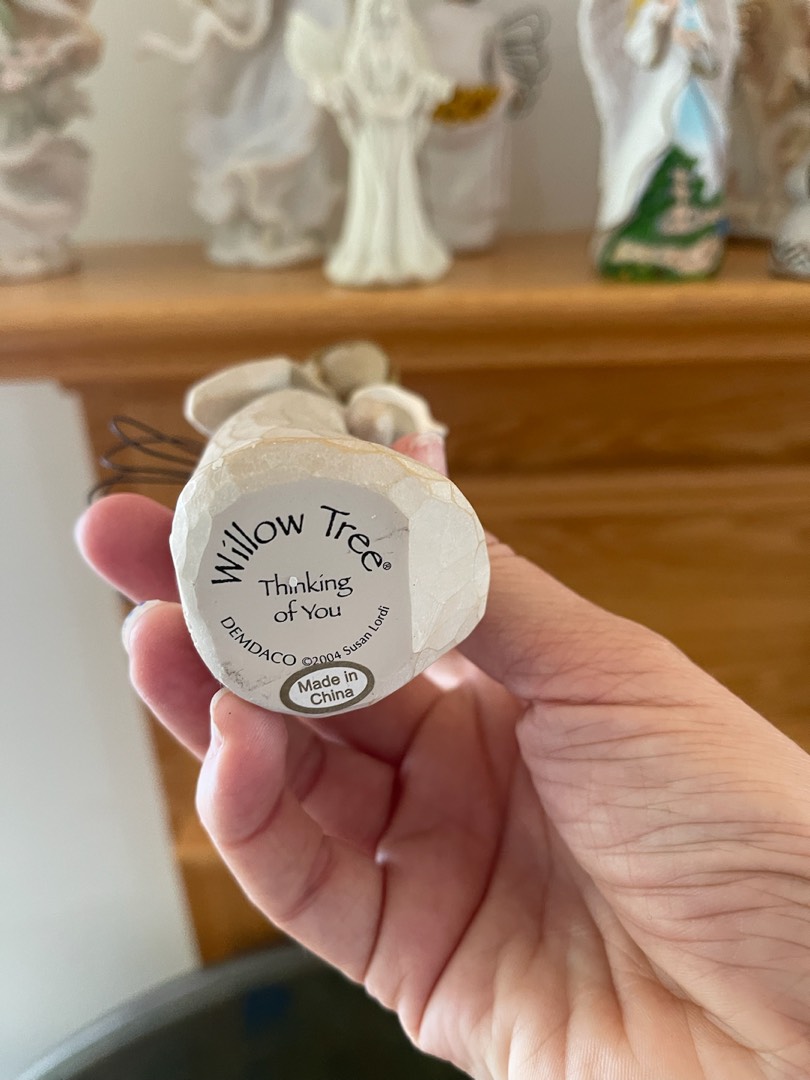 Willow Tree®
Thinking
of You
DEMDACO ©2004 Susan Lordi
Made in
China